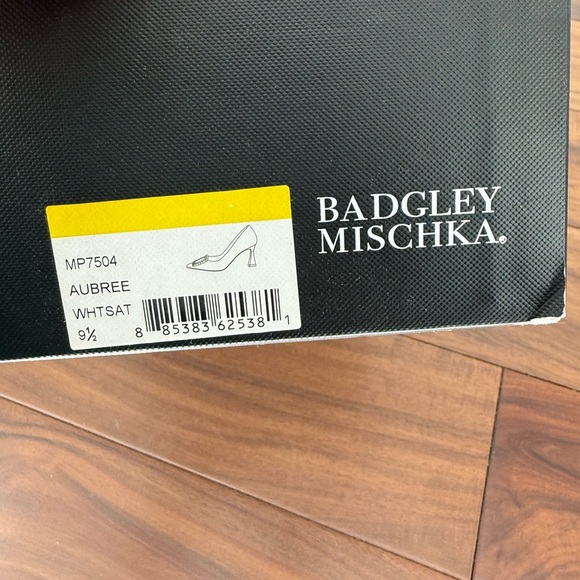 MP7504
AUBREE
WHTSAT
9½
8 85383 62538 1
BADGLEY
MISCHKA®